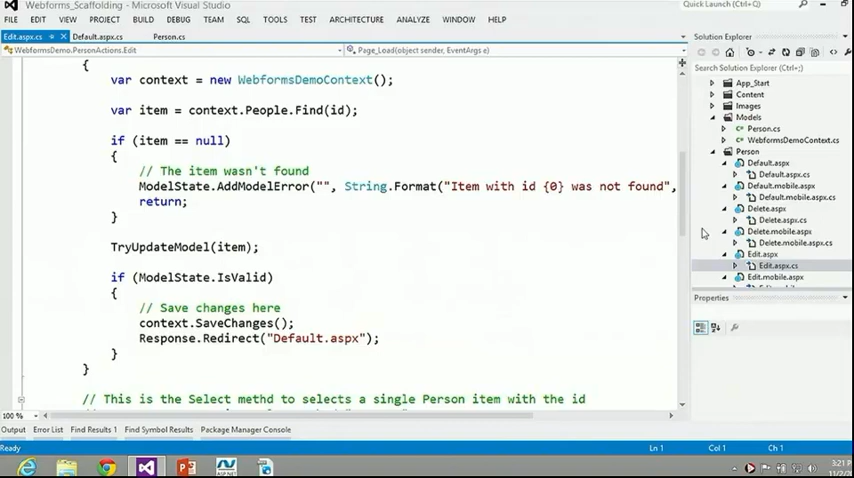 Webforms_Scaffolding - Microsoft Visual Studio
Quick Launch (Ctrl+Q)
FILE EDIT VIEW PROJECT BUILD DEBUG TEAM SQL TOOLS TEST ARCHITECTURE ANALYZE WINDOW HELP
Edit.aspx.cs Default.aspx.cs Person.cs
WebformsDemo.PersonActions.Edit
Page_Load(object sender, EventArgs e)
{
var context = new WebformsDemoContext();
var item = context.People.Find(id);
if (item == null)
{
// The item wasn't found
ModelState.AddModelError("", String.Format("Item with id {0} was not found",
return;
}
TryUpdateModel(item);
if (ModelState.IsValid)
{
// Save changes here
context.SaveChanges();
Response.Redirect("Default.aspx");
}
}
// This is the Select methd to selects a single Person item with the id
100 %
Output Error List Find Results 1 Find Symbol Results Package Manager Console
Ready
Ln 1 Col 1 Ch 1
Solution Explorer
Search Solution Explorer (Ctrl+;)
App_Start
Content
Images
Models
Person.cs
WebformsDemoContext.cs
Person
Default.aspx
Default.aspx.cs
Default.mobile.aspx
Default.mobile.aspx.cs
Delete.aspx
Delete.aspx.cs
Delete.mobile.aspx
Delete.mobile.aspx.cs
Edit.aspx
Edit.aspx.cs
Edit.mobile.aspx
Properties
3:21